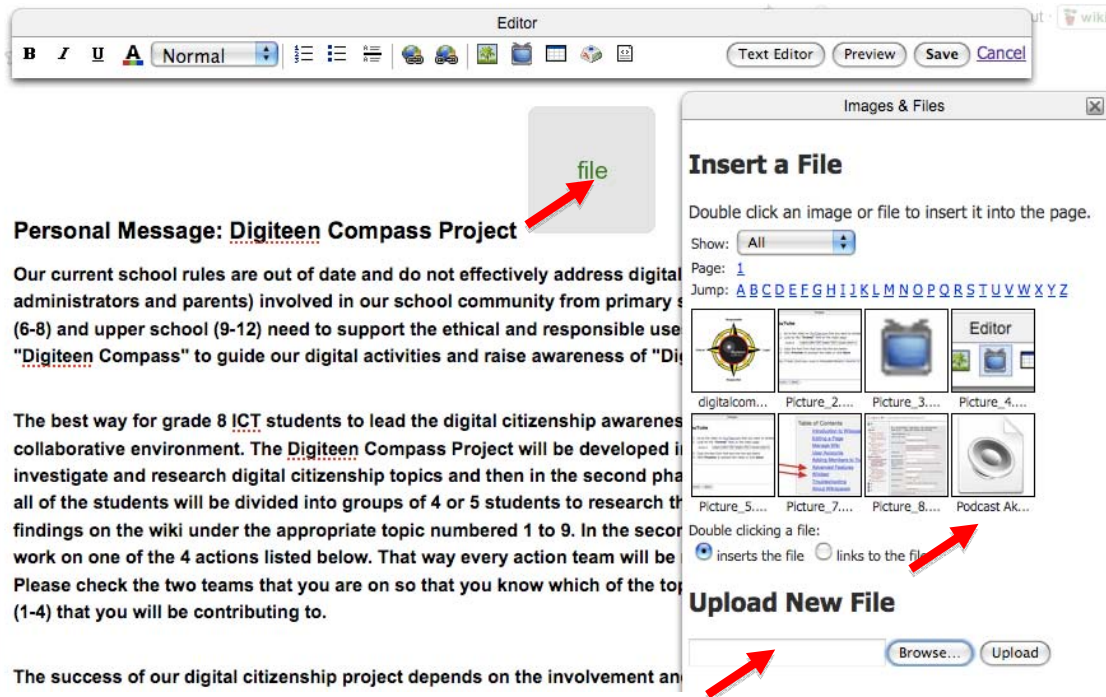 Editor
ut · wiki
B I U A Normal Text Editor Preview Save Cancel
file
Personal Message: Digiteen Compass Project
Our current school rules are out of date and do not effectively address digital
administrators and parents) involved in our school community from primary
(6-8) and upper school (9-12) need to support the ethical and responsible use
"Digiteen Compass" to guide our digital activities and raise awareness of "Di
The best way for grade 8 ICT students to lead the digital citizenship awarenes
collaborative environment. The Digiteen Compass Project will be developed i
investigate and research digital citizenship topics and then in the second pha
all of the students will be divided into groups of 4 or 5 students to research th
findings on the wiki under the appropriate topic numbered 1 to 9. In the secon
work on one of the 4 actions listed below. That way every action team will be
Please check the two teams that you are on so that you know which of the top
(1-4) that you will be contributing to.
The success of our digital citizenship project depends on the involvement an
Images & Files
Insert a File
Double click an image or file to insert it into the page.
Show: All
Page: 1
Jump: A B C D E F G H I J K L M N O P Q R S T U V W X Y Z
Editor
Table of Contents
digitalcom... Picture_2.... Picture_3.... Picture_4....
Picture_5.... Picture_7.... Picture_8.... Podcast Ak...
Double clicking a file:
inserts the file links to the file
Upload New File
Browse... Upload